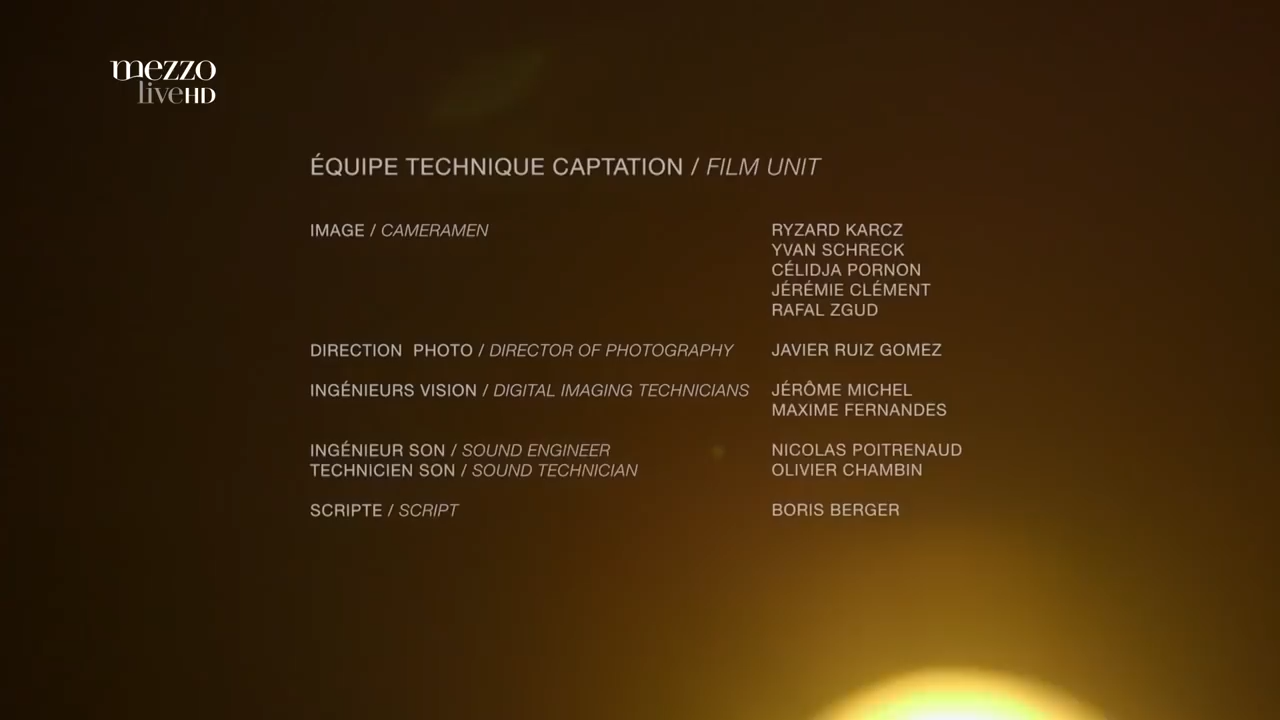 mezzo
liveHD
ÉQUIPE TECHNIQUE CAPTATION / FILM UNIT
IMAGE / CAMERAMEN RYZARD KARCZ
YVAN SCHRECK
CÉLIDJA PORNON
JÉRÉMIE CLÉMENT
RAFAL ZGUD
DIRECTION PHOTO / DIRECTOR OF PHOTOGRAPHY JAVIER RUIZ GOMEZ
INGÉNIEURS VISION / DIGITAL IMAGING TECHNICIANS JÉRÔME MICHEL
MAXIME FERNANDES
INGÉNIEUR SON / SOUND ENGINEER NICOLAS POITRENAUD
TECHNICIEN SON / SOUND TECHNICIAN OLIVIER CHAMBIN
SCRIPTE / SCRIPT BORIS BERGER